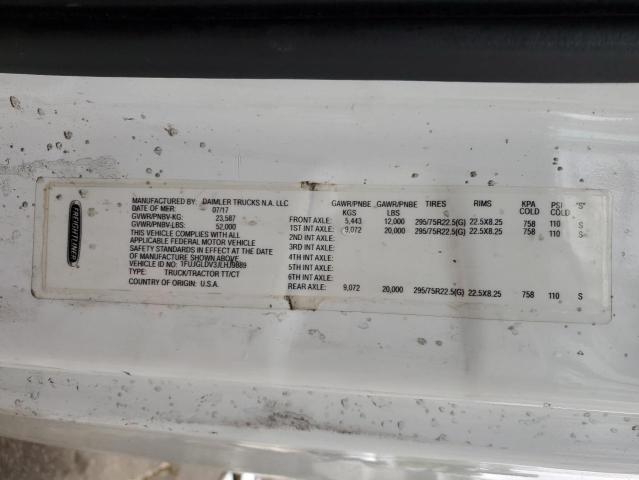 FREIGHTLINER
MANUFACTURED BY: DAIMLER TRUCKS N.A. LLC
DATE OF MFR: 07/17
GVWR/PNBV-KG: 23,587
GVWR/PNBV-LBS: 52,000
THIS VEHICLE COMPLIES WITH ALL
APPLICABLE FEDERAL MOTOR VEHICLE
SAFETY STANDARDS IN EFFECT AT THE DATE
OF MANUFACTURE SHOWN ABOVE
VEHICLE ID NO.: 1FUJGLDV3JLHJ9889
TYPE: TRUCK/TRACTOR TT/CT
COUNTRY OF ORIGIN: U.S.A.
GAWR/PNBE KGS GAWR/PNBE LBS TIRES RIMS KPA COLD PSI COLD "S"
FRONT AXLE: 5,443 12,000 295/75R22.5(G) 22.5X8.25 758 110 S
1ST INT AXLE: 9,072 20,000 295/75R22.5(G) 22.5X8.25 758 110 S
2ND INT AXLE:
3RD INT AXLE:
4TH INT AXLE:
5TH INT AXLE:
6TH INT AXLE:
REAR AXLE: 9,072 20,000 295/75R22.5(G) 22.5X8.25 758 110 S